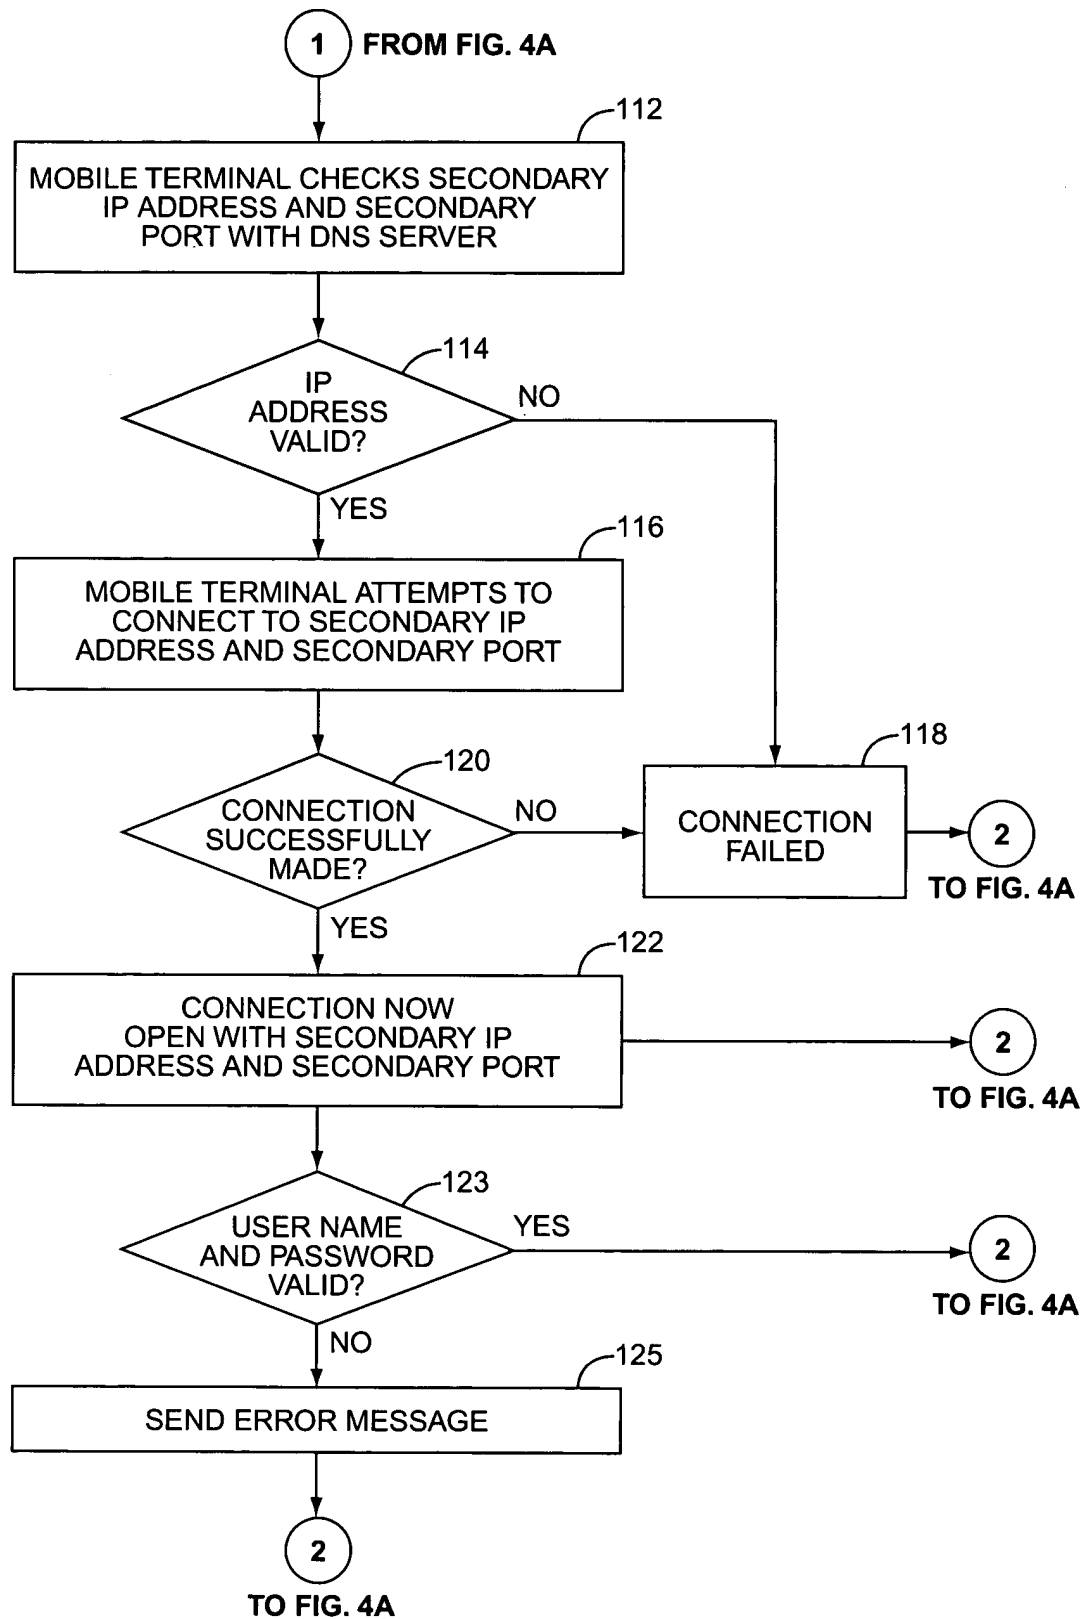 1 FROM FIG. 4A
112
MOBILE TERMINAL CHECKS SECONDARY
IP ADDRESS AND SECONDARY
PORT WITH DNS SERVER
114
IP
ADDRESS
VALID?
NO
YES
116
MOBILE TERMINAL ATTEMPTS TO
CONNECT TO SECONDARY IP
ADDRESS AND SECONDARY PORT
120
CONNECTION
SUCCESSFULLY
MADE?
NO
118
CONNECTION
FAILED
2
TO FIG. 4A
YES
122
CONNECTION NOW
OPEN WITH SECONDARY IP
ADDRESS AND SECONDARY PORT
2
TO FIG. 4A
123
USER NAME
AND PASSWORD
VALID?
YES
2
TO FIG. 4A
NO
125
SEND ERROR MESSAGE
2
TO FIG. 4A